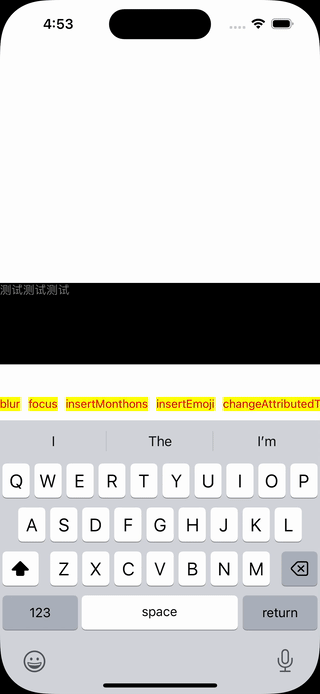 4:53
测试测试测试
blur focus insertMonthons insertEmoji changeAttributedT
I The I'm
Q W E R T Y U I O P
A S D F G H J K L
Z X C V B N M
123 space return